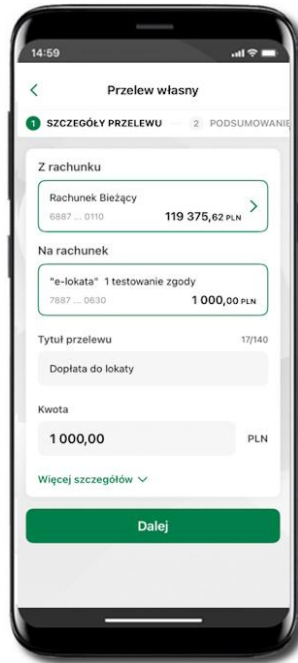 14:59
Przelew własny
1 SZCZEGÓŁY PRZELEWU 2 PODSUMOWANIE
Z rachunku
Rachunek Bieżący
6887 ... 0110 119 375,62 PLN
Na rachunek
"e-lokata" 1 testowanie zgody
7887 ... 0630 1 000,00 PLN
Tytuł przelewu 17/140
Dopłata do lokaty
Kwota
1 000,00 PLN
Więcej szczegółów
Dalej